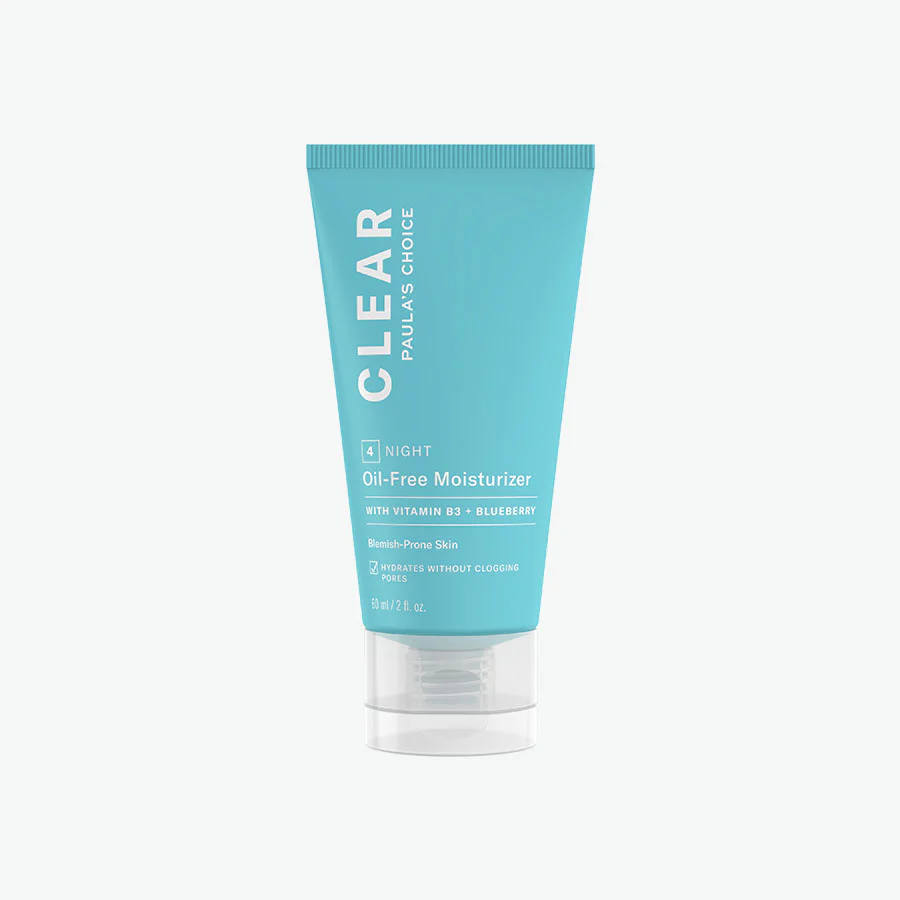 CLEAR
PAULA'S CHOICE
4 NIGHT
Oil-Free Moisturizer
WITH VITAMIN B3 + BLUEBERRY
Blemish-Prone Skin
HYDRATES WITHOUT CLOGGING
PORES
60 ml / 2 fl. oz.